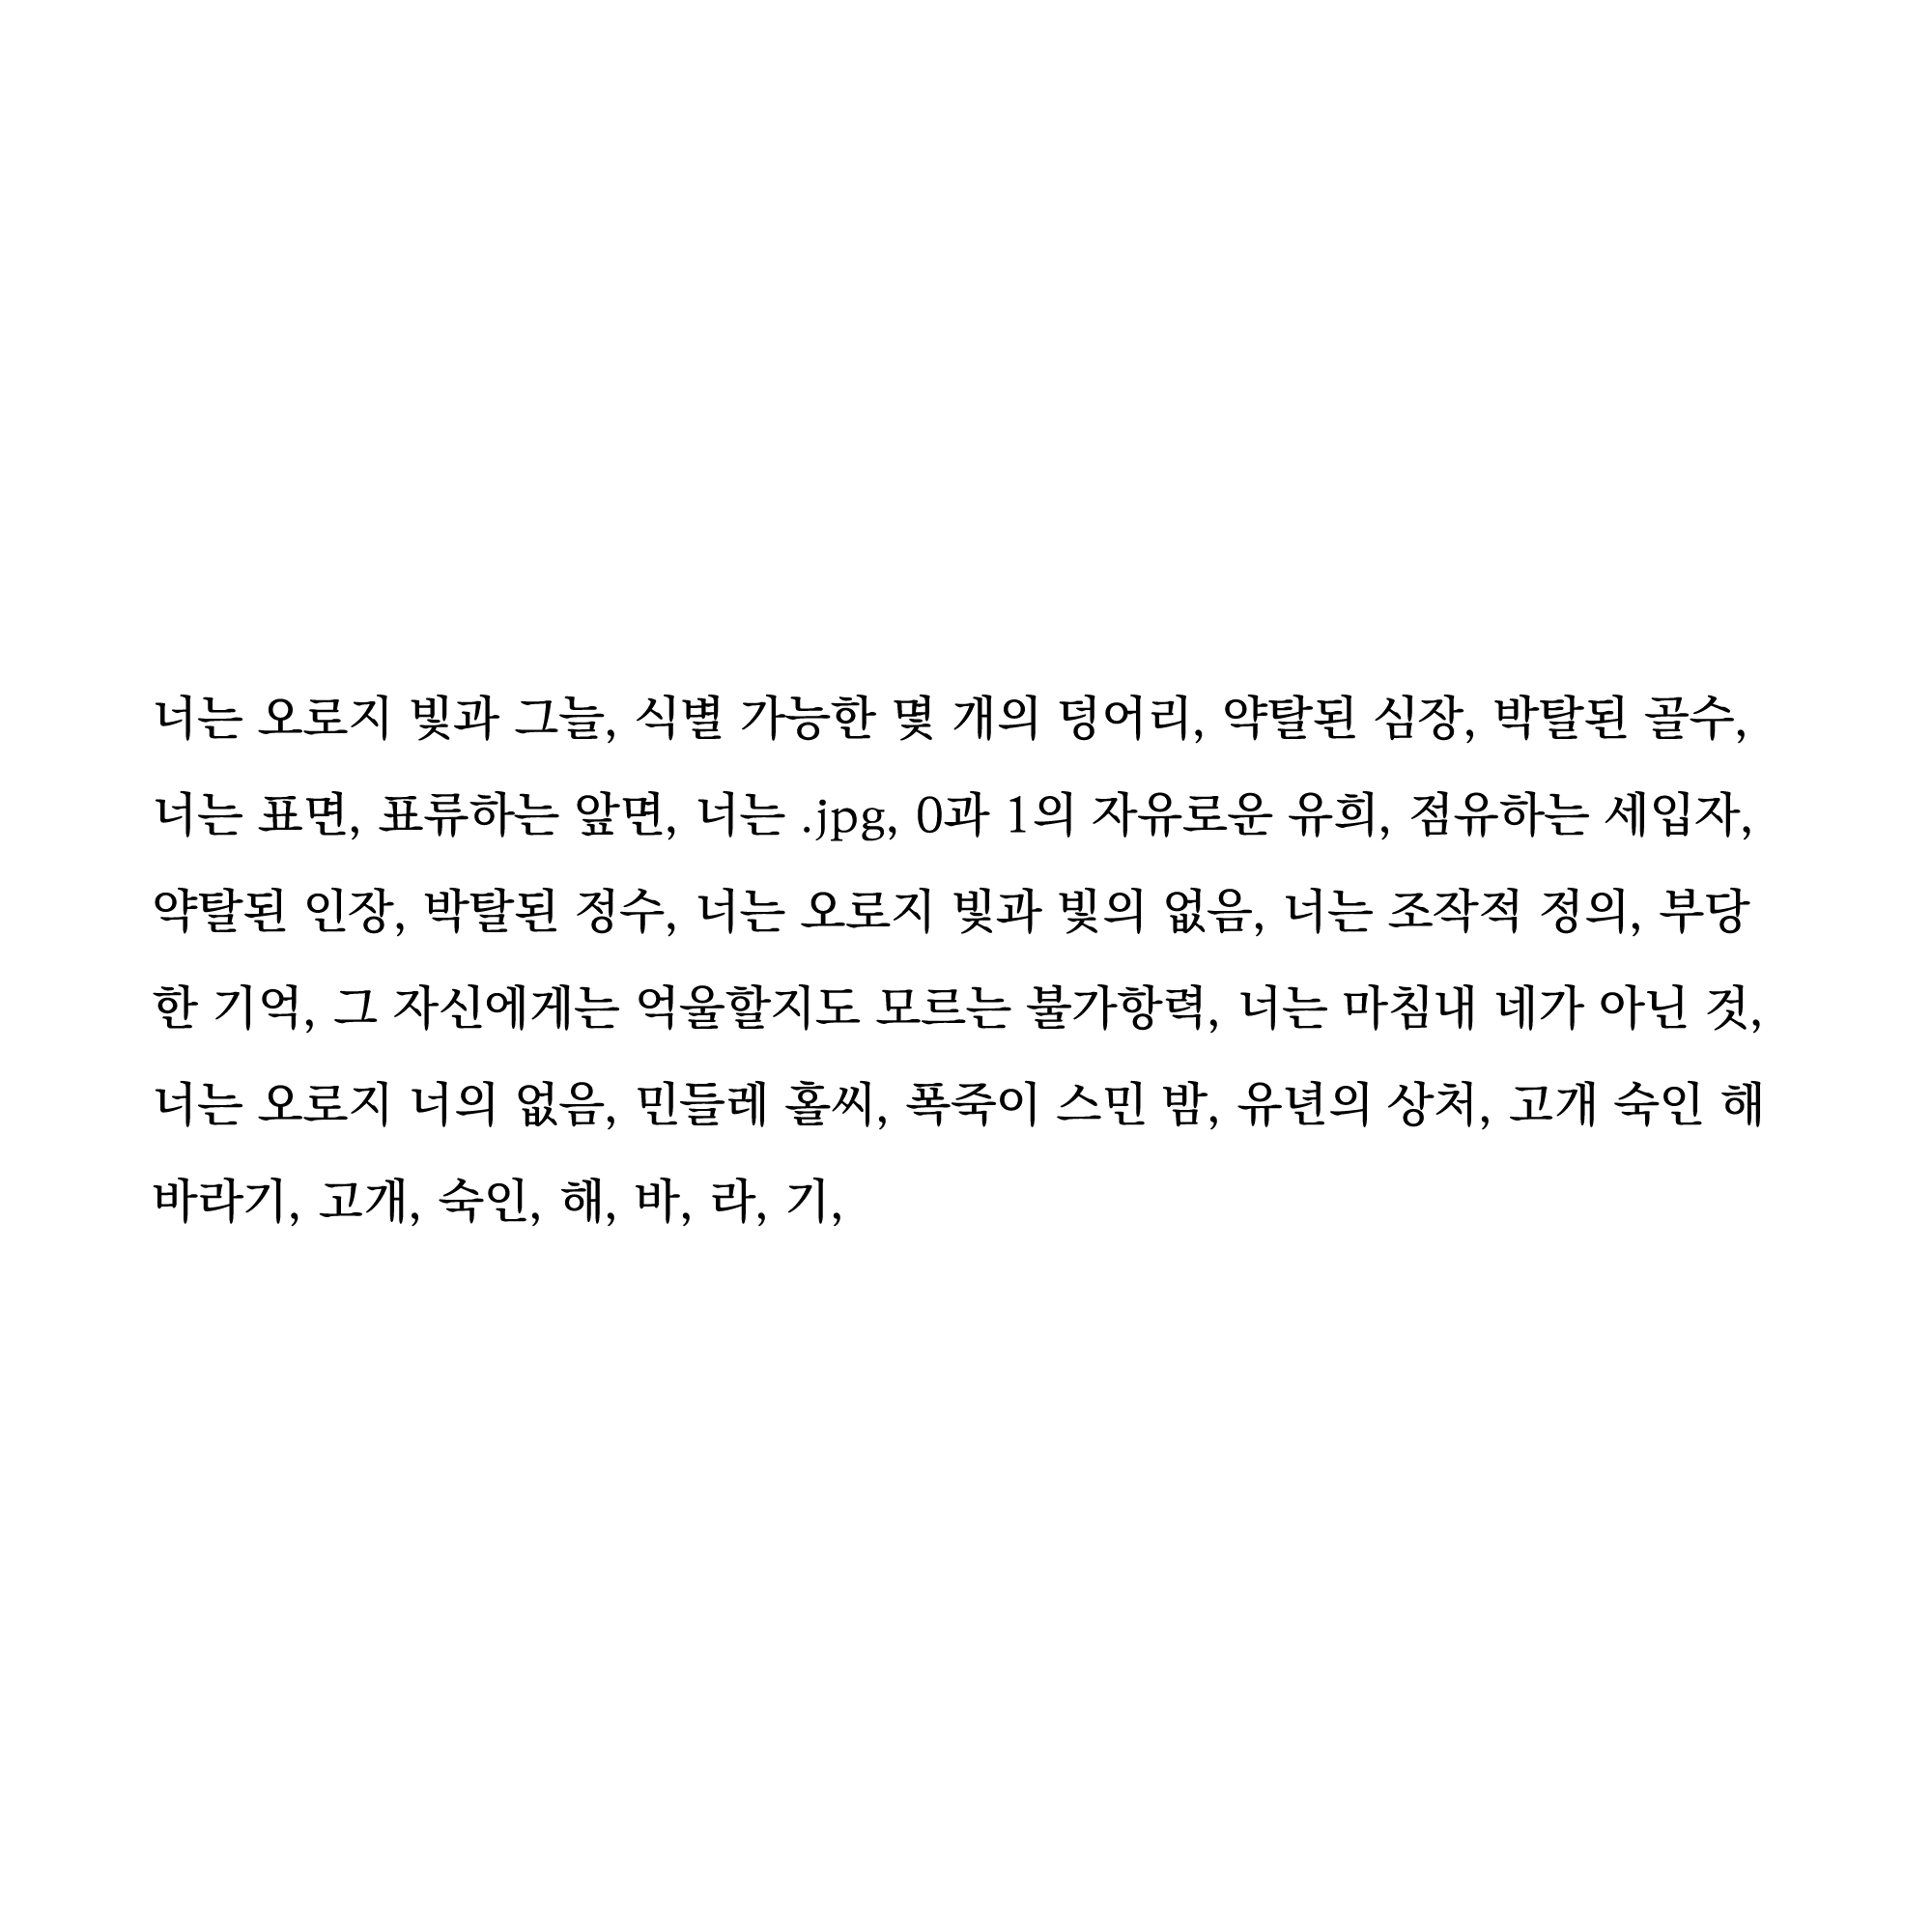 너는 오로지 빛과 그늘, 식별 가능한 몇 개의 덩어리, 약탈된 심장, 박탈된 골수,
너는 표면, 표류하는 앞면, 너는 .jpg, 0과 1의 자유로운 유희, 점유하는 세입자,
약탈된 인장, 박탈된 정수, 너는 오로지 빛과 빛의 없음, 너는 조작적 정의, 부당
한 기억, 그 자신에게는 억울할지도 모르는 불가항력, 너는 마침내 네가 아닌 것,
너는 오로지 너의 없음, 민들레 홀씨, 폭죽이 스민 밤, 유년의 상처, 고개 숙인 해
바라기, 고개, 숙인, 해, 바, 라, 기,